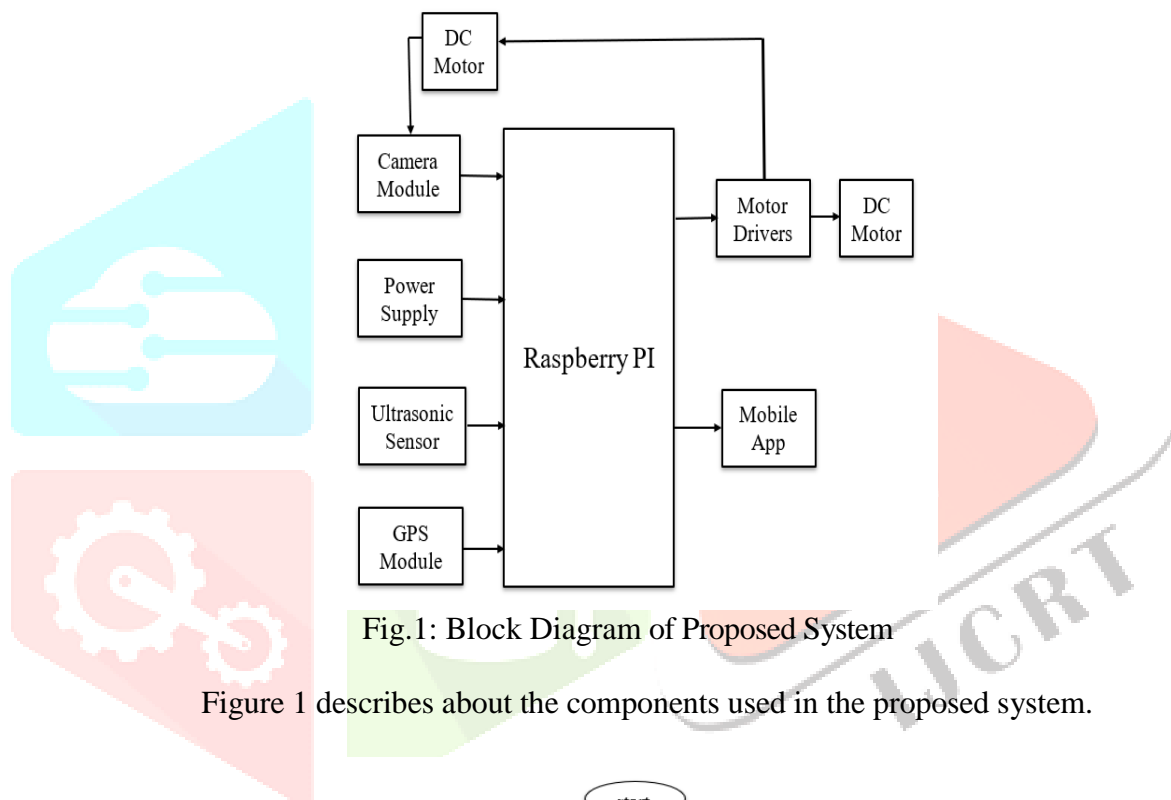 DC
Motor
Camera
Module
Motor
Drivers
DC
Motor
Power
Supply
Raspberry PI
Ultrasonic
Sensor
Mobile
App
GPS
Module
Fig.1: Block Diagram of Proposed System
Figure 1 describes about the components used in the proposed system.
IJCRT